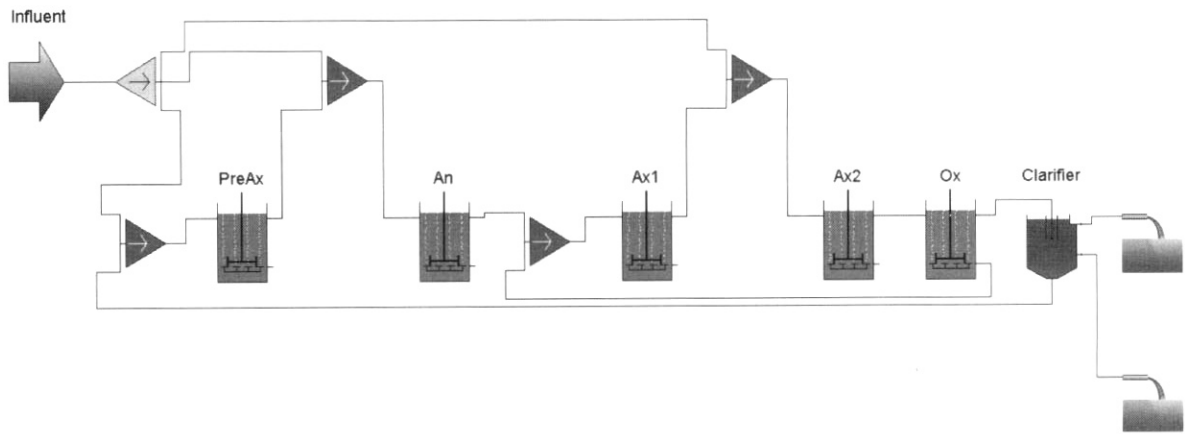 Influent
PreAx
An
Ax1
Ax2
Ox
Clarifier